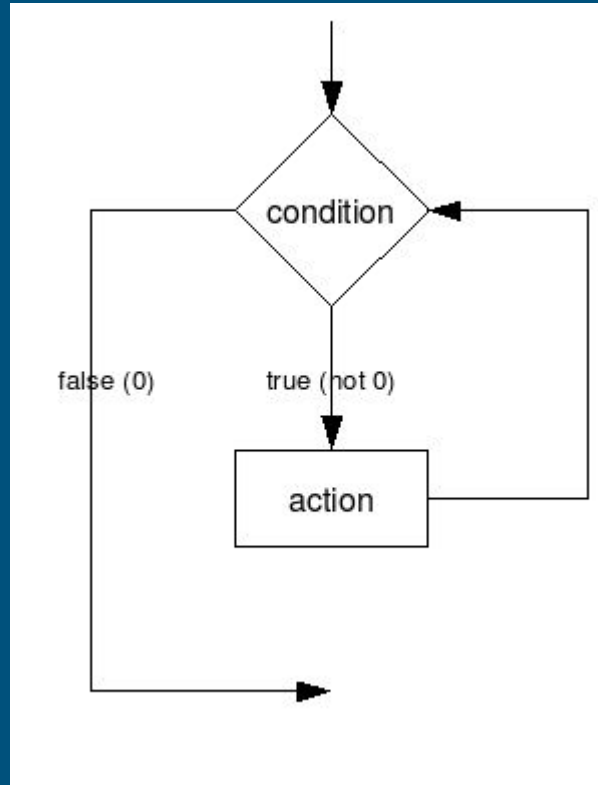 condition
false (0)
true (not 0)
action